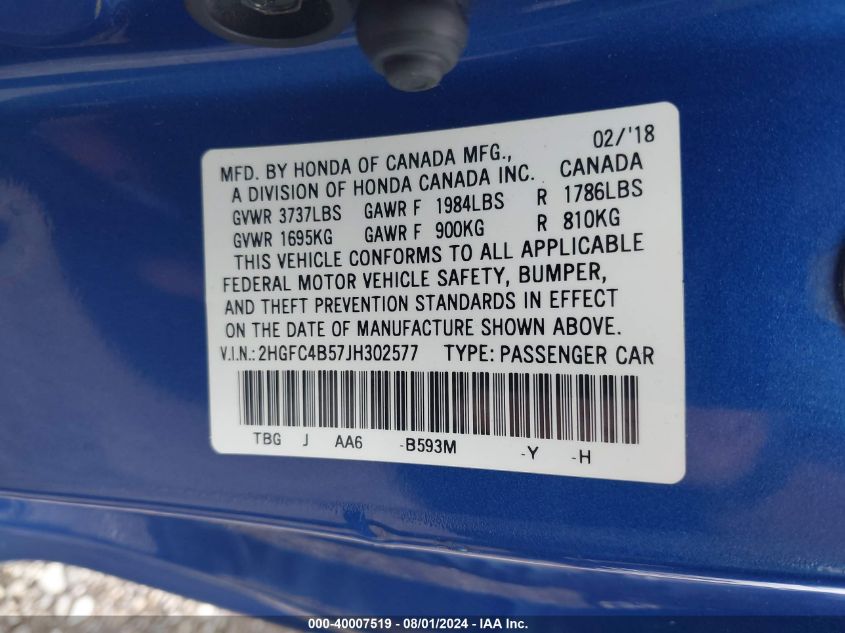 02/'18
MFD. BY HONDA OF CANADA MFG.,
A DIVISION OF HONDA CANADA INC. CANADA
GVWR 3737LBS GAWR F 1984LBS R 1786LBS
GVWR 1695KG GAWR F 900KG R 810KG
THIS VEHICLE CONFORMS TO ALL APPLICABLE
FEDERAL MOTOR VEHICLE SAFETY, BUMPER,
AND THEFT PREVENTION STANDARDS IN EFFECT
ON THE DATE OF MANUFACTURE SHOWN ABOVE.
V.I.N.: 2HGFC4B57JH302577 TYPE: PASSENGER CAR
TBG J AA6 -B593M -Y -H
000-40007519 - 08/01/2024 - IAA Inc.